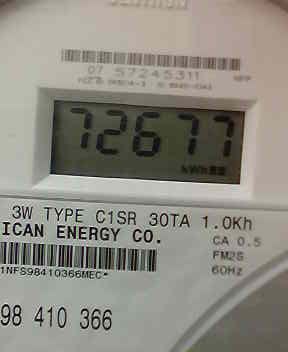 07 57245311
72677
kWh
3W TYPE C1SR 30TA 1.0Kh
ICAN ENERGY CO.
CA 0.5
FM2S
60Hz
1NFS98410366MEC*
98 410 366